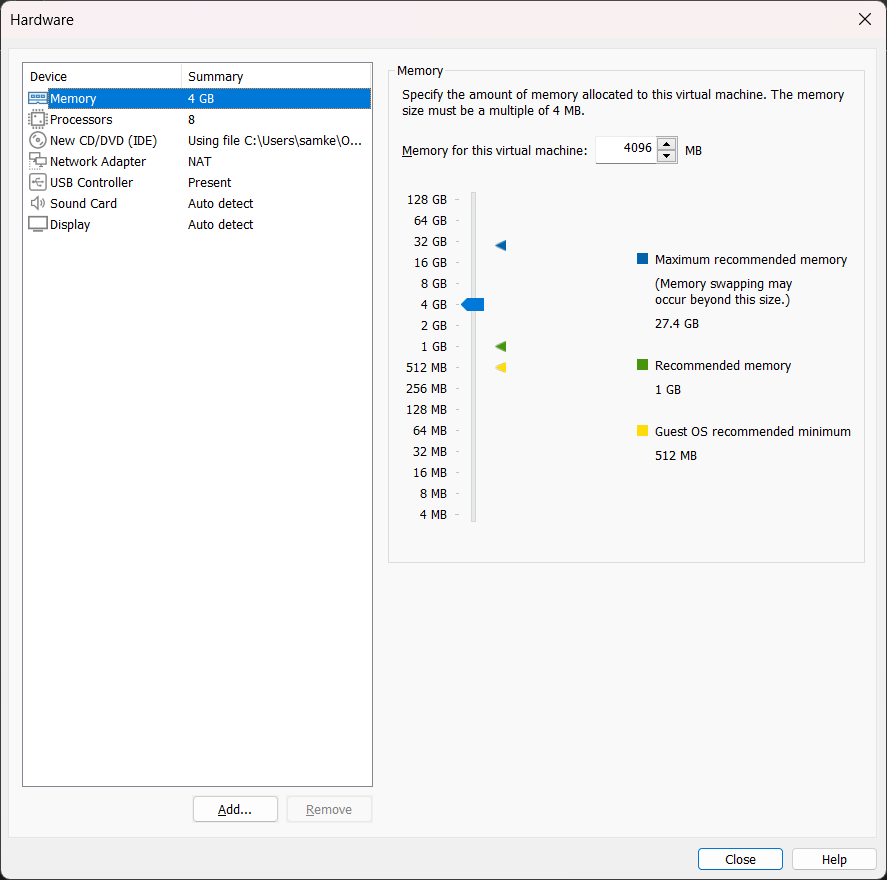 Hardware
Device Summary
Memory 4 GB
Processors 8
New CD/DVD (IDE) Using file C:\Users\samke\O...
Network Adapter NAT
USB Controller Present
Sound Card Auto detect
Display Auto detect
Add...
Remove
Memory
Specify the amount of memory allocated to this virtual machine. The memory
size must be a multiple of 4 MB.
Memory for this virtual machine: 4096 MB
128 GB
64 GB
32 GB
16 GB
8 GB
4 GB
2 GB
1 GB
512 MB
256 MB
128 MB
64 MB
32 MB
16 MB
8 MB
4 MB
Maximum recommended memory
(Memory swapping may
occur beyond this size.)
27.4 GB
Recommended memory
1 GB
Guest OS recommended minimum
512 MB
Close
Help